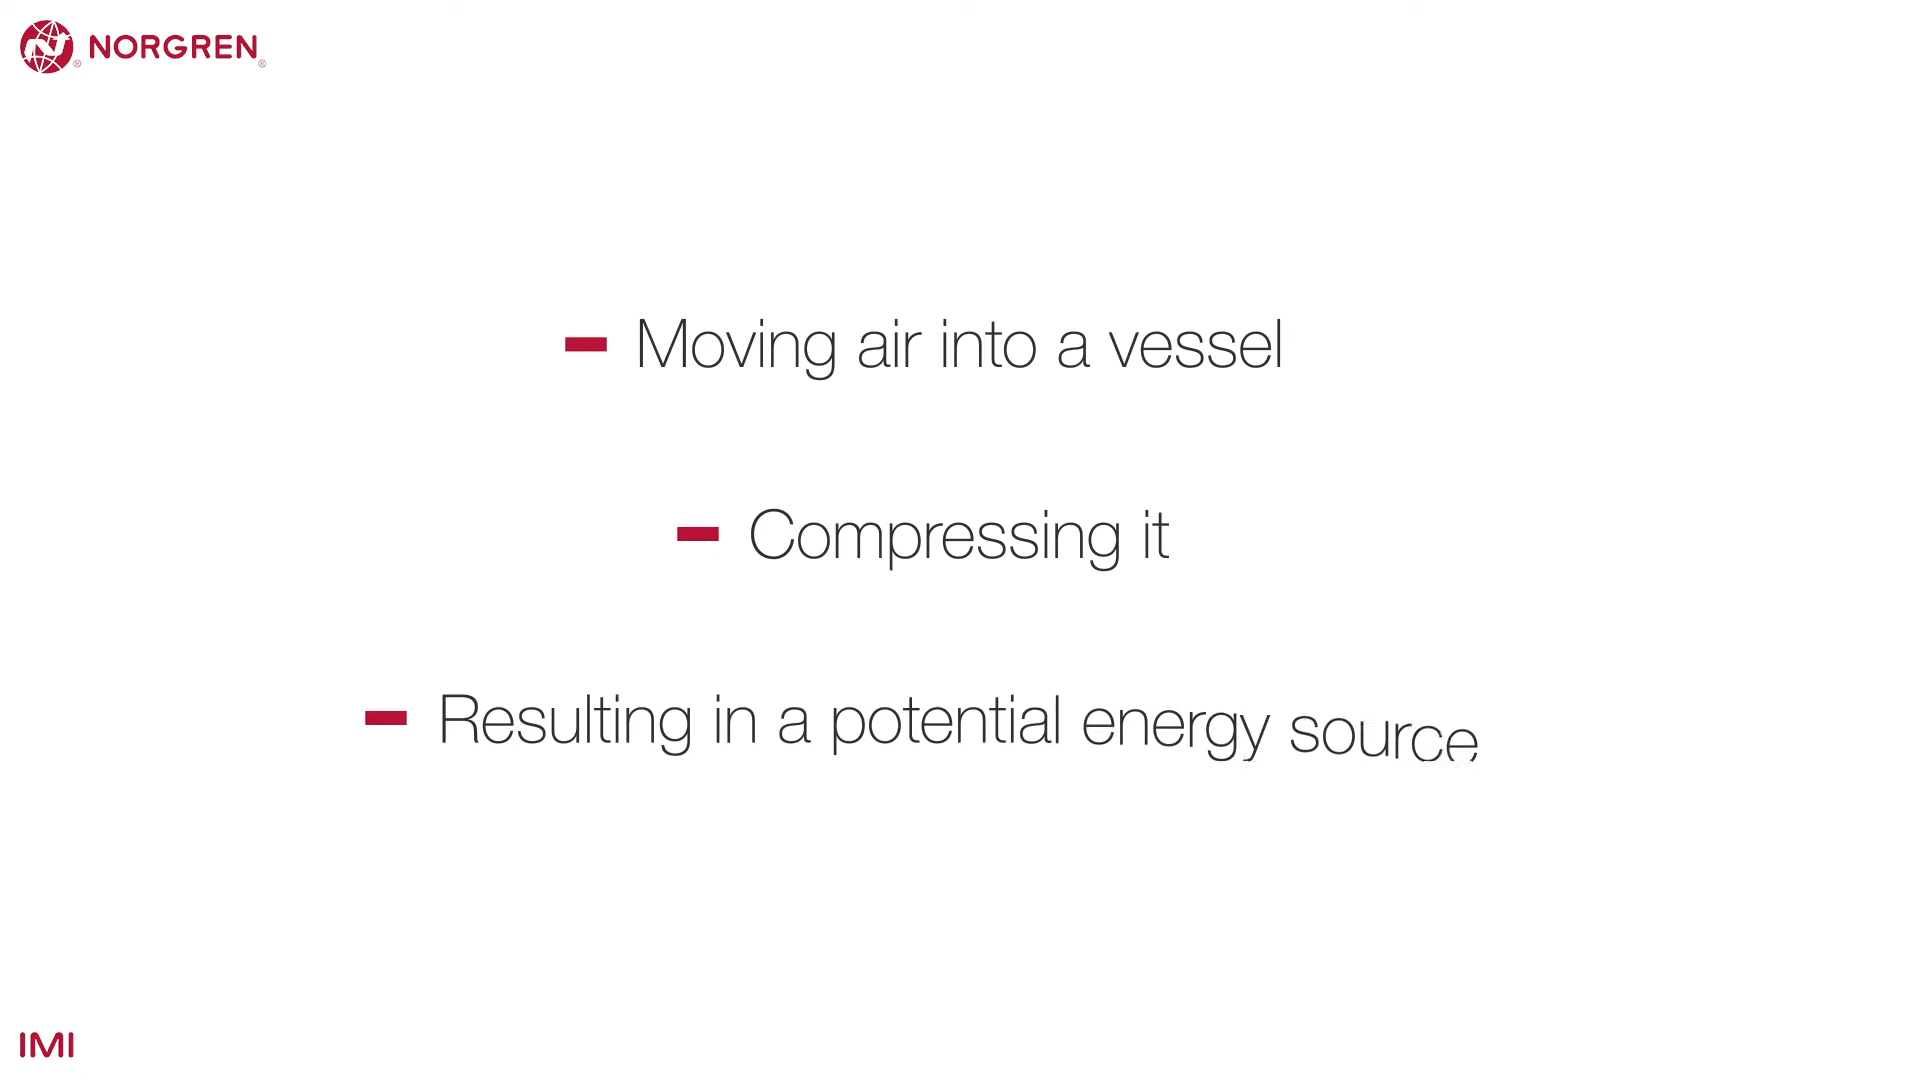 NORGREN
- Moving air into a vessel
- Compressing it
- Resulting in a potential energy source
IMI